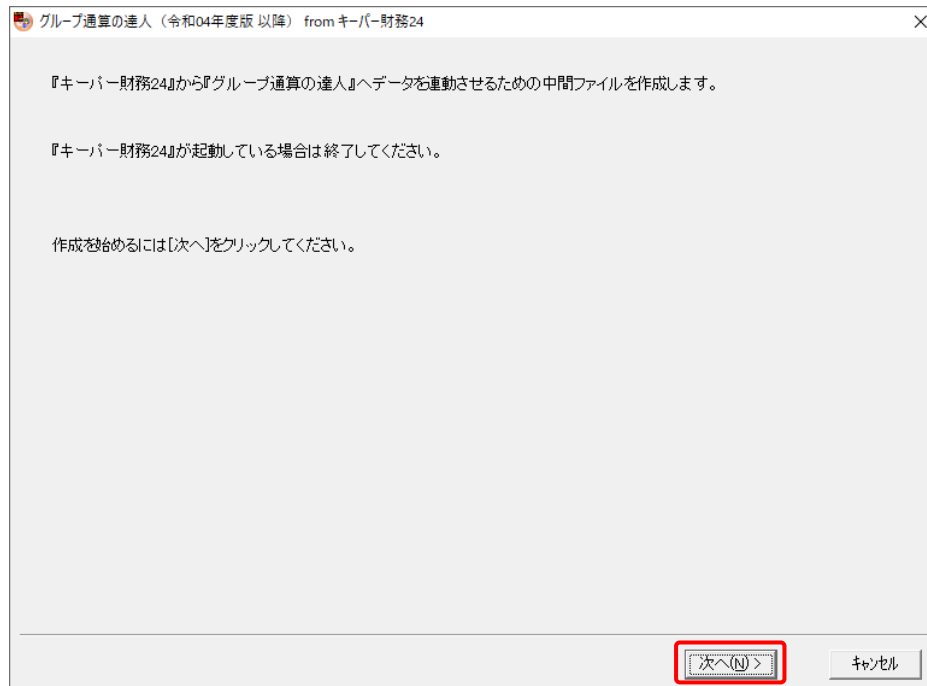 グループ通算の達人（令和04年度版 以降） from キーパー財務24
『キーパー財務24』から『グループ通算の達人』へデータを連動させるための中間ファイルを作成します。
『キーパー財務24』が起動している場合は終了してください。
作成を始めるには[次へ]をクリックしてください。
次へ(N) >
キャンセル